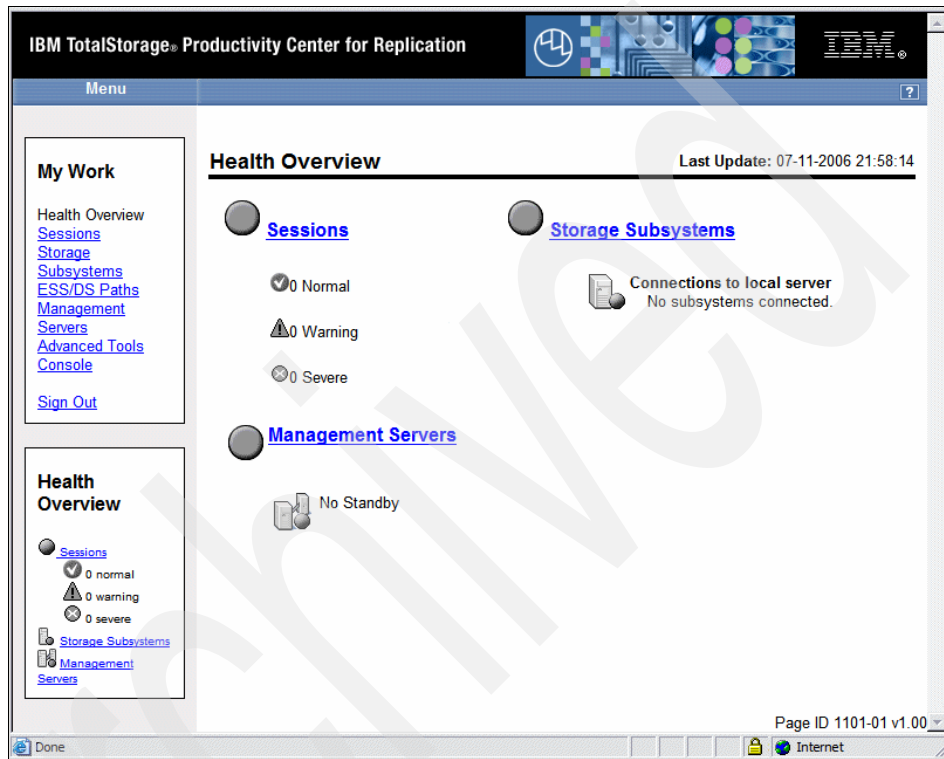 IBM TotalStorage® Productivity Center for Replication
IBM®
Menu
?
My Work
Health Overview
Sessions
Storage
Subsystems
ESS/DS Paths
Management
Servers
Advanced Tools
Console
Sign Out
Health
Overview
Sessions
0 normal
0 warning
0 severe
Storage Subsystems
Management
Servers
Health Overview
Last Update: 07-11-2006 21:58:14
Sessions
0 Normal
0 Warning
0 Severe
Storage Subsystems
Connections to local server
No subsystems connected.
Management Servers
No Standby
Page ID 1101-01 v1.00
Done
Internet
Archived